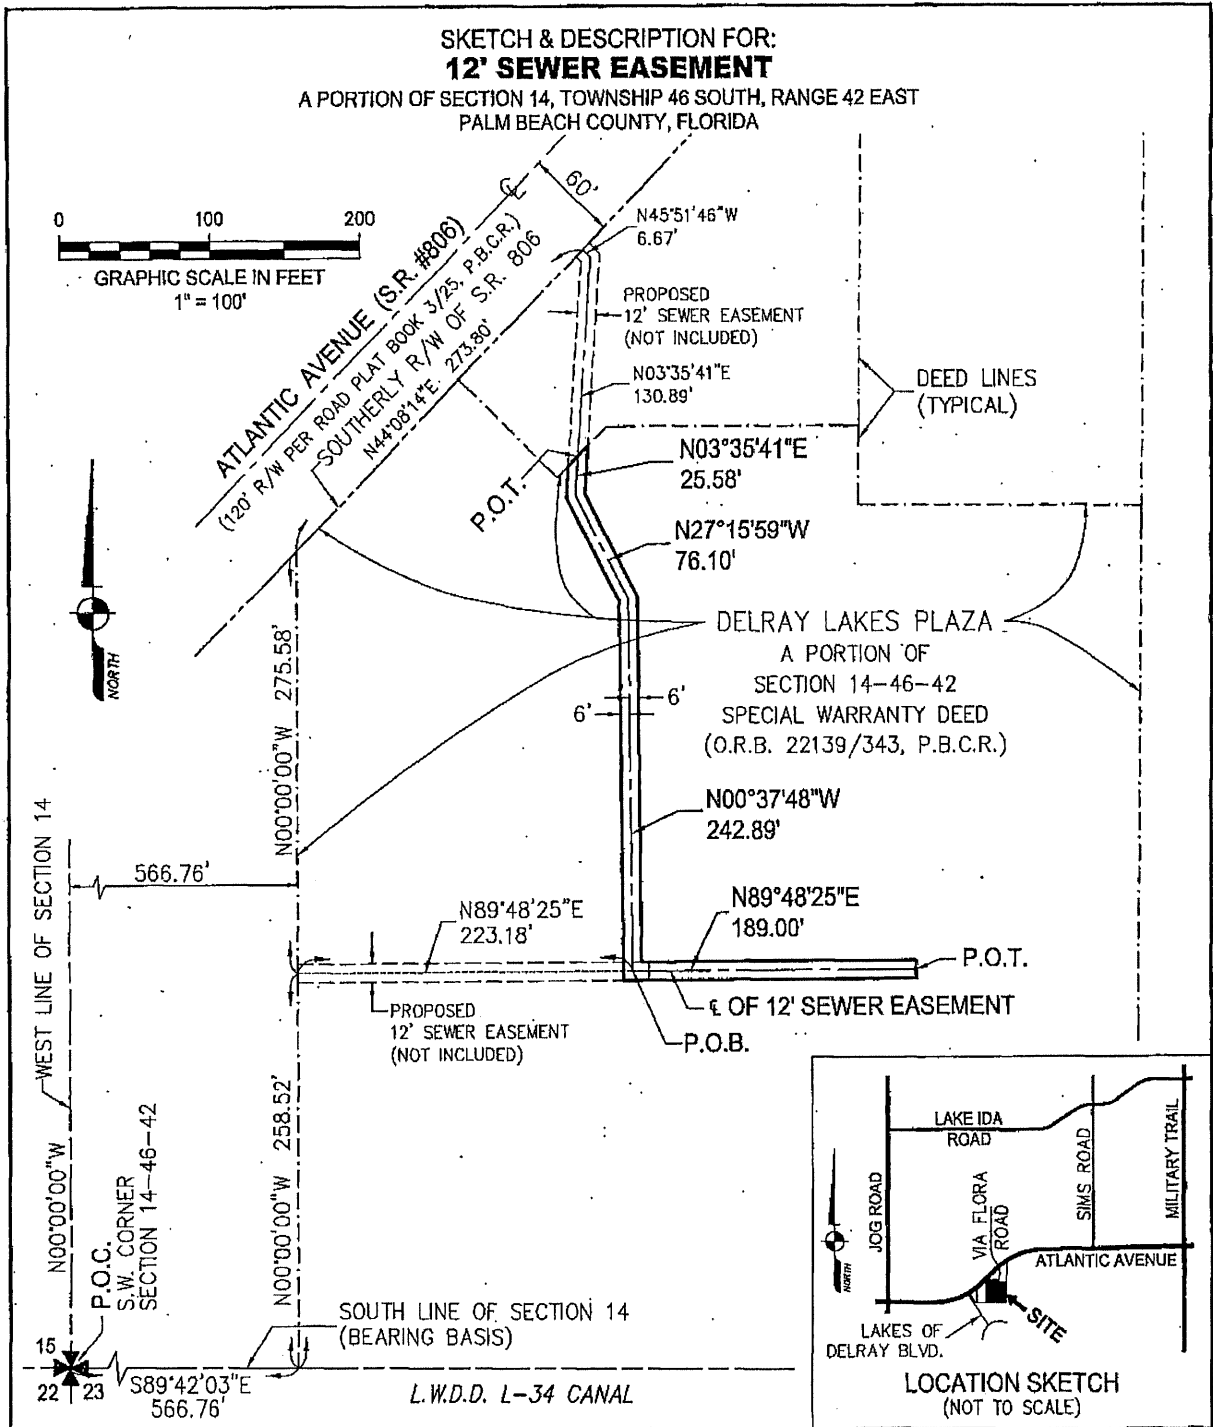 SKETCH & DESCRIPTION FOR:
12' SEWER EASEMENT
A PORTION OF SECTION 14, TOWNSHIP 46 SOUTH, RANGE 42 EAST
PALM BEACH COUNTY, FLORIDA
0 100 200
GRAPHIC SCALE IN FEET
1" = 100'
ATLANTIC AVENUE (S.R. #806)
(120' R/W PER ROAD PLAT BOOK 3/25, P.B.C.R.)
SOUTHERLY R/W OF S.R. 806
N44°08'14"E 273.80'
℄
60'
N45°51'46"W
6.67'
PROPOSED
12' SEWER EASEMENT
(NOT INCLUDED)
N03°35'41"E
130.89'
DEED LINES
(TYPICAL)
P.O.T.
N03°35'41"E
25.58'
N27°15'59"W
76.10'
NORTH
DELRAY LAKES PLAZA
A PORTION OF
SECTION 14-46-42
SPECIAL WARRANTY DEED
(O.R.B. 22139/343, P.B.C.R.)
6'
6'
N00°00'00"W 275.58'
N00°37'48"W
242.89'
WEST LINE OF SECTION 14
566.76'
N89°48'25"E
223.18'
N89°48'25"E
189.00'
P.O.T.
℄ OF 12' SEWER EASEMENT
P.O.B.
PROPOSED
12' SEWER EASEMENT
(NOT INCLUDED)
N00°00'00"W 258.52'
N00°00'00"W
P.O.C.
S.W. CORNER
SECTION 14-46-42
SOUTH LINE OF SECTION 14
(BEARING BASIS)
15
22 23
S89°42'03"E
566.76'
L.W.D.D. L-34 CANAL
LAKE IDA
ROAD
JOG ROAD
VIA FLORA
ROAD
SIMS ROAD
MILITARY TRAIL
ATLANTIC AVENUE
NORTH
SITE
LAKES OF
DELRAY BLVD.
LOCATION SKETCH
(NOT TO SCALE)